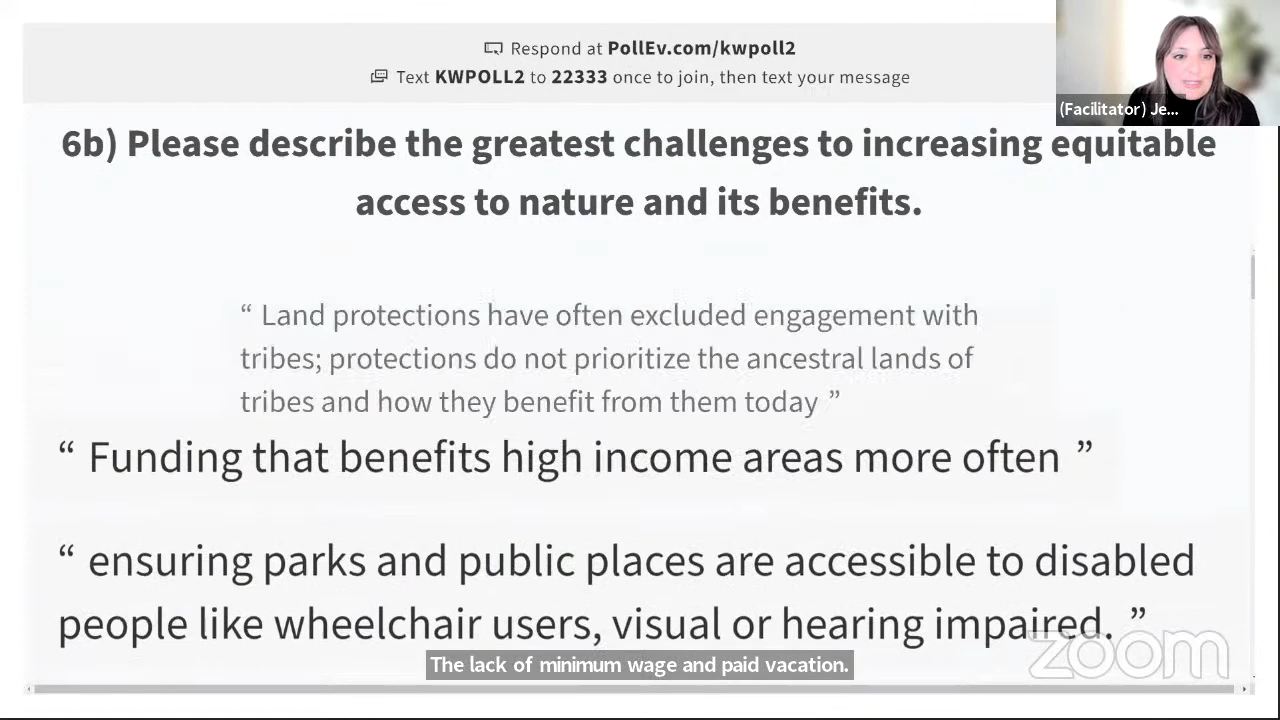 Respond at PollEv.com/kwpoll2
Text KWPOLL2 to 22333 once to join, then text your message
(Facilitator) Je...
6b) Please describe the greatest challenges to increasing equitable
access to nature and its benefits.
“ Land protections have often excluded engagement with
tribes; protections do not prioritize the ancestral lands of
tribes and how they benefit from them today ”
“ Funding that benefits high income areas more often ”
“ ensuring parks and public places are accessible to disabled
people like wheelchair users, visual or hearing impaired. ”
The lack of minimum wage and paid vacation.
zoom